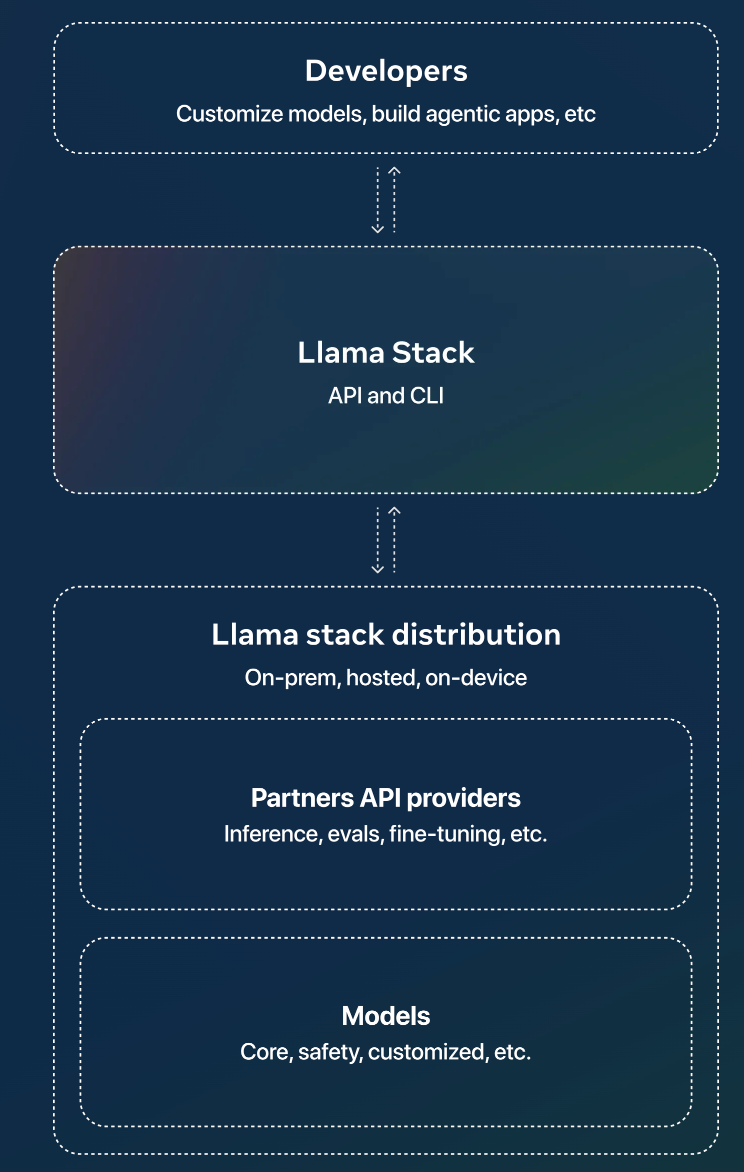 Developers
Customize models, build agentic apps, etc
Llama Stack
API and CLI
Llama stack distribution
On-prem, hosted, on-device
Partners API providers
Inference, evals, fine-tuning, etc.
Models
Core, safety, customized, etc.